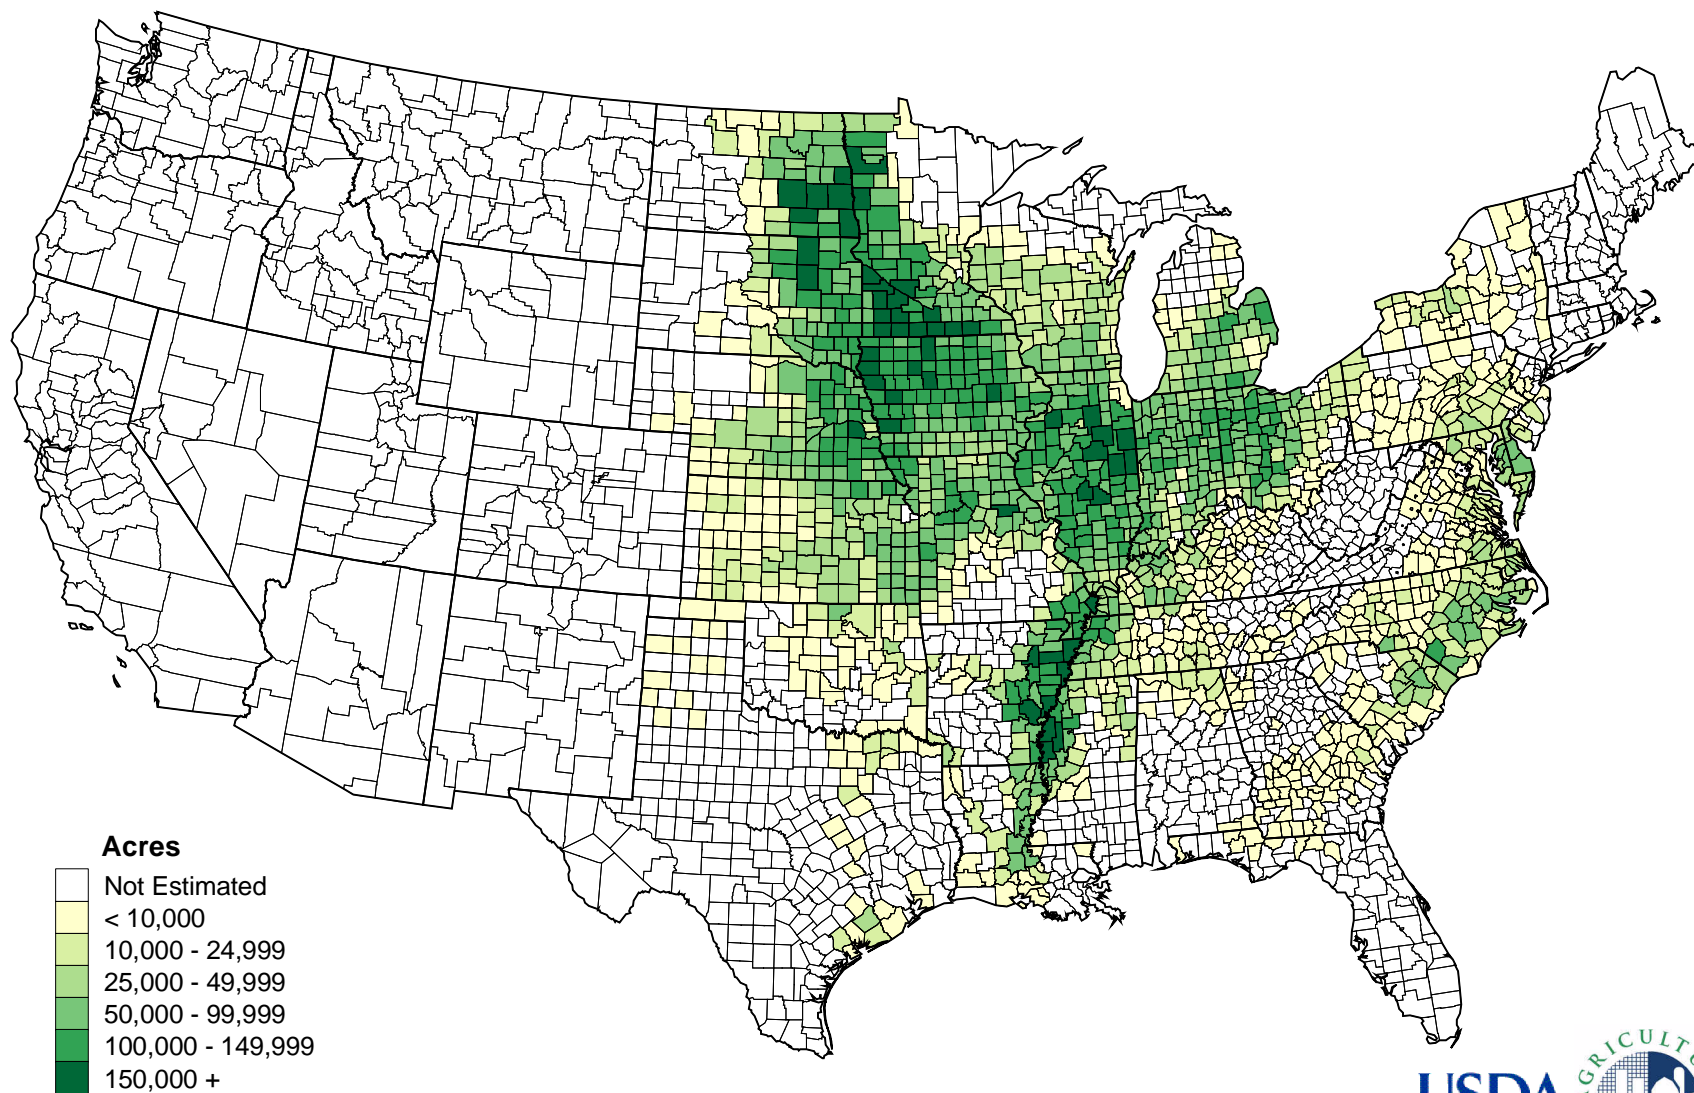 Acres
Not Estimated
< 10,000
10,000 - 24,999
25,000 - 49,999
50,000 - 99,999
100,000 - 149,999
150,000 +
USDA